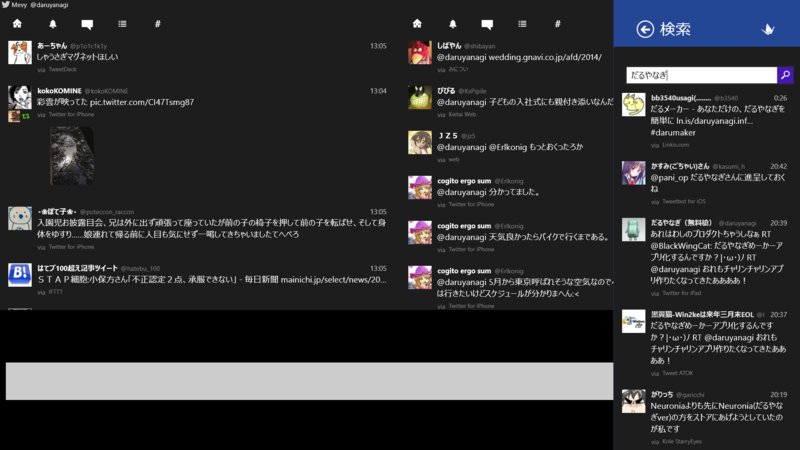 Mevy @daruyanagi
#
あーちゃん @p1o1c1k1y 13:05
しゃうさぎマグネットほしい
via TweetDeck
kokoKOMINE @kokoKOMINE 13:04
彩雲が映ってた pic.twitter.com/CI47Tsmg87
via Twitter for iPhone
・❀ぽて子❀・ @poteccon_raccon 13:05
入園児お披露目会、兄は外に出ず頑張って座っていたが前の子の椅子を押して前の子を転ばせ、そして身
体をゆすり……娘連れて帰る前に人目も気にせず一喝してきちゃいましたてへぺろ
via Twitter for iPhone
はてブ100超え記事ツイート @hatebu_100 13:05
ＳＴＡＰ細胞:小保方さん「不正認定２点、承服できない」 - 毎日新聞 mainichi.jp/select/news/20...
via IFTTT
#
しばやん @shibayan
@daruyanagi wedding.gnavi.co.jp/afd/2014/
via みについ
ぴぴる @KsPipile
@daruyanagi 子どもの入社式にも親付き添いなんだ
via Keitai Web
ＪＺ５ @jz5
@daruyanagi @Erlkonig もっとおくったろか
via web
cogito ergo sum @Erlkonig
@daruyanagi 分かってました。
via Twitter for iPhone
cogito ergo sum @Erlkonig
@daruyanagi 天気良かったらバイクで行くまである。
via Twitter for iPhone
cogito ergo sum @Erlkonig
@daruyanagi 5月から東京呼ばれそうな空気なので
は行きたいけどスケジュールが分かりまへん:<
via Twitter for iPhone
検索
だるやなぎ
bb3540usagi(........ @b3540 0:26
だるメーカー - あなただけの、だるやなぎを
簡単に ln.is/daruyanagi.inf...
#darumaker
via Linkis.com
かすみ(ごちゃい)さん @kasumi_h 20:42
@pani_op だるやなぎさんに進呈しておく
ね
via Tweetbot for iOS
だるやなぎ（無料級） @daruyanagi 20:39
あれはわしのプロダクトもちゃうしなぁ RT
@BlackWingCat: だるやなぎめーかーアプ
リ化するんですか？|･ω･)ﾉ RT
@daruyanagi おれもチャリンチャリンアプリ
作りたくなってきたああああ！
via Twitter for iPad
黒翼猫-Win2keは来年三月末EOL @l 20:37
だるやなぎめーかーアプリ化するんです
か？|･ω･)ﾉ RT @daruyanagi おれも
チャリンチャリンアプリ作りたくなってきたああ
ああ！
via Tweet ATOK
がりっち @garicchi 20:19
Neuroniaよりも先にNeuronia(だるやな
ぎver)の方をストアにあげようとしていたの
が私です
via Krile StarryEyes